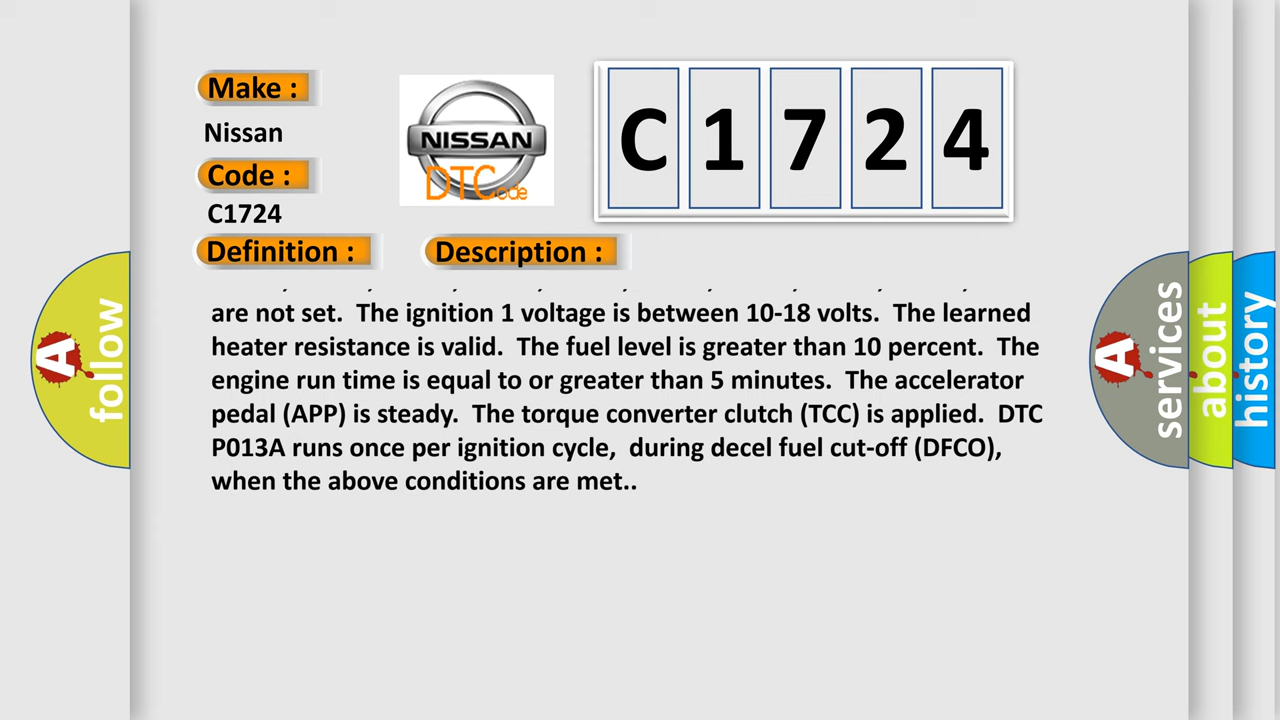 Make :
Nissan
Code :
C1724
Definition :
Description :
NISSAN
DTCode
C1724
are not set. The ignition 1 voltage is between 10-18 volts. The learned
heater resistance is valid. The fuel level is greater than 10 percent. The
engine run time is equal to or greater than 5 minutes. The accelerator
pedal (APP) is steady. The torque converter clutch (TCC) is applied. DTC
P013A runs once per ignition cycle, during decel fuel cut-off (DFCO),
when the above conditions are met..
A follow
A services
about
history